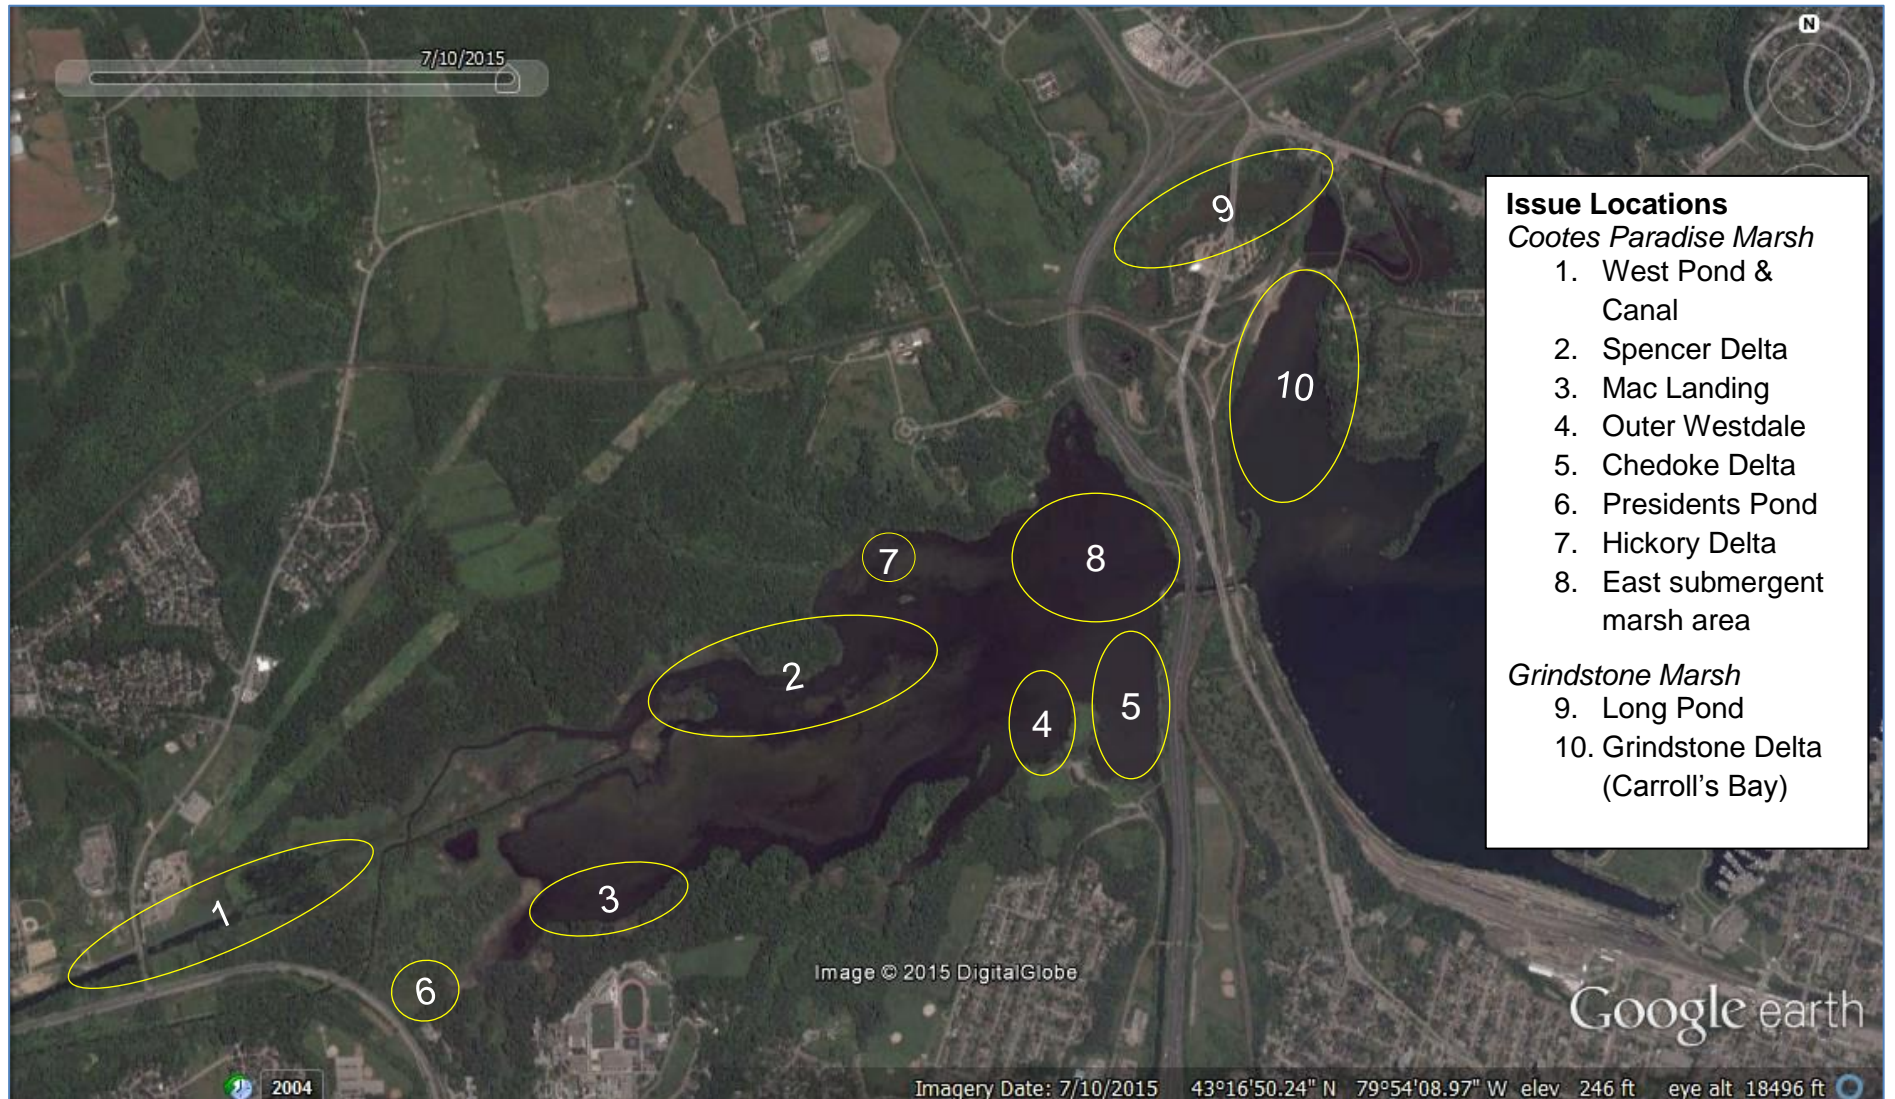 N
7/10/2015
Issue Locations
Cootes Paradise Marsh
1. West Pond &
Canal
2. Spencer Delta
3. Mac Landing
4. Outer Westdale
5. Chedoke Delta
6. Presidents Pond
7. Hickory Delta
8. East submergent
marsh area
Grindstone Marsh
9. Long Pond
10. Grindstone Delta
(Carroll's Bay)
9
10
7
8
2
4
5
3
1
6
Image © 2015 DigitalGlobe
Google earth
2004
Imagery Date: 7/10/2015 43°16'50.24" N 79°54'08.97" W elev 246 ft eye alt 18496 ft